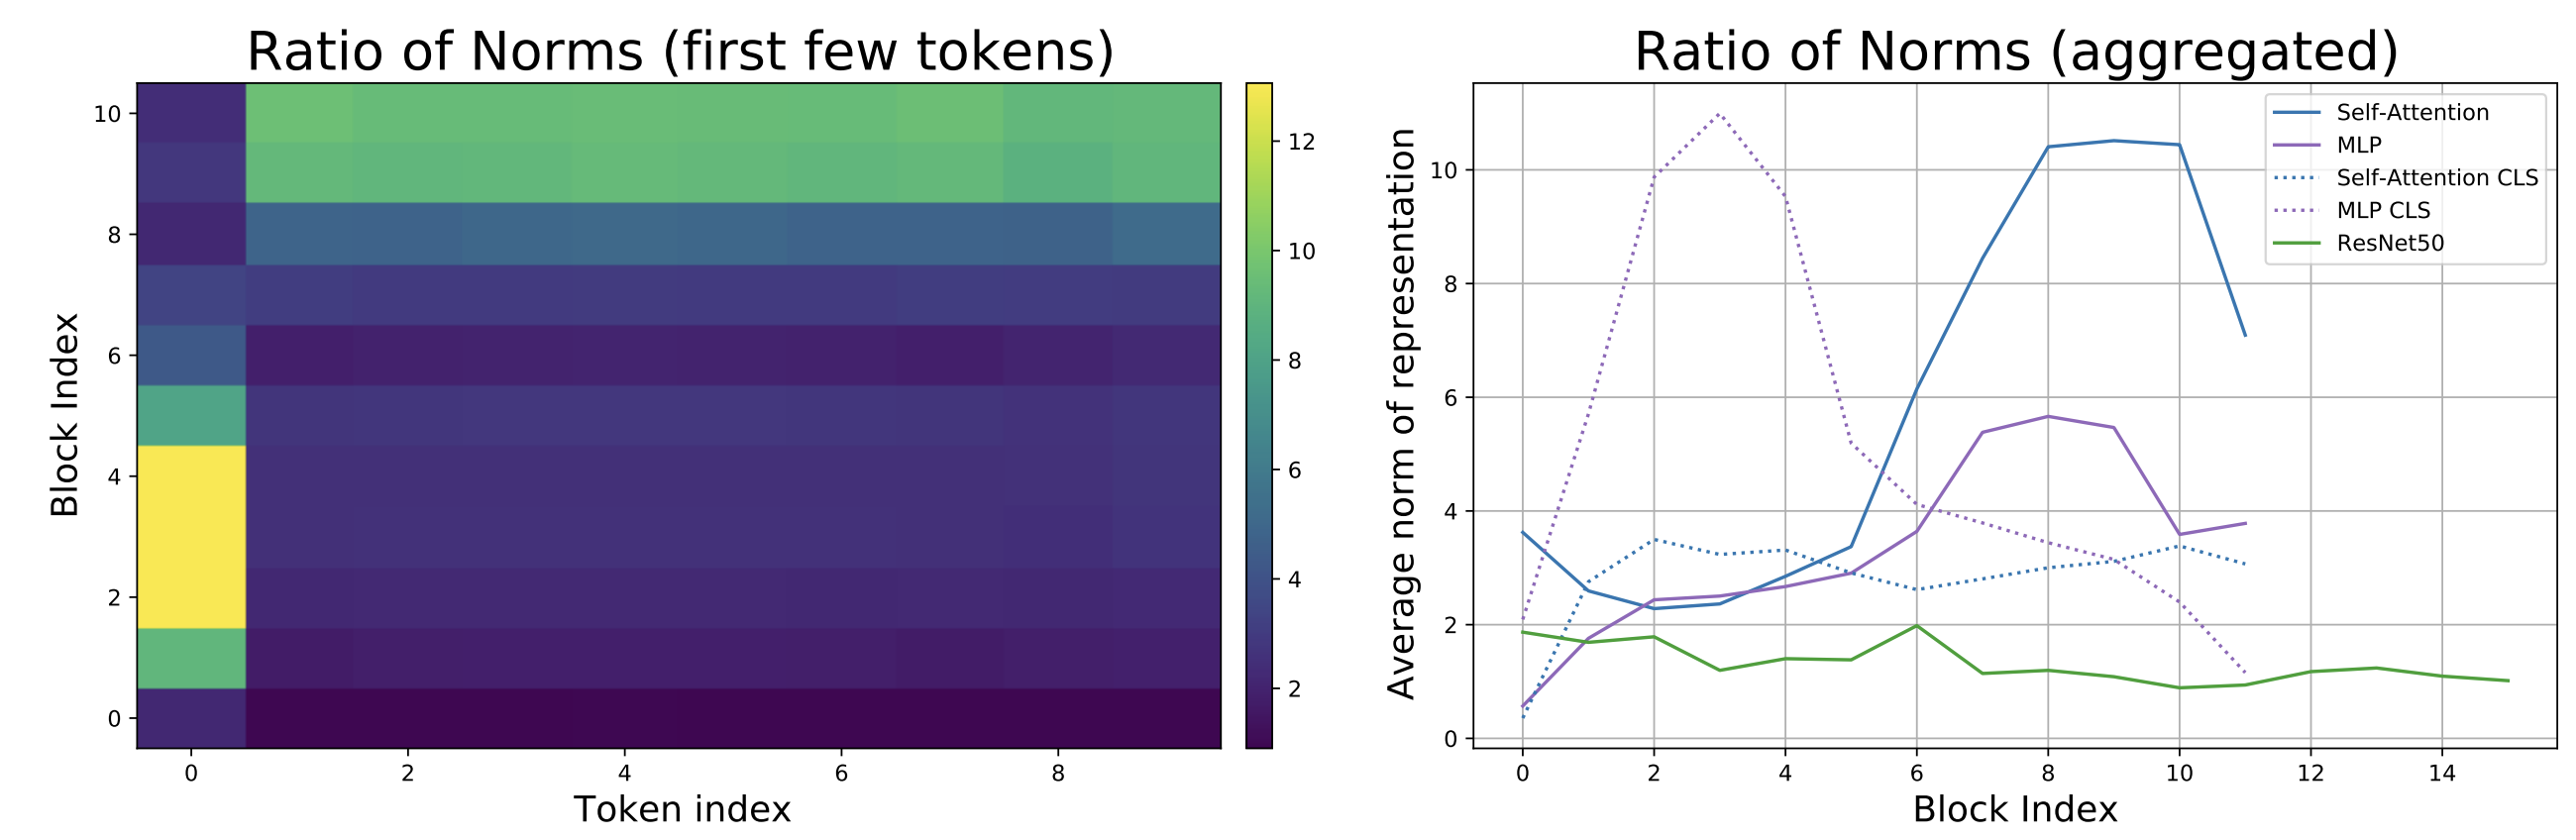 Ratio of Norms (first few tokens)
Block Index
10
8
6
4
2
0
0 2 4 6 8
Token index
12
10
8
6
4
2
Ratio of Norms (aggregated)
Average norm of representation
10
8
6
4
2
0
0 2 4 6 8 10 12 14
Block Index
Self-Attention
MLP
Self-Attention CLS
MLP CLS
ResNet50